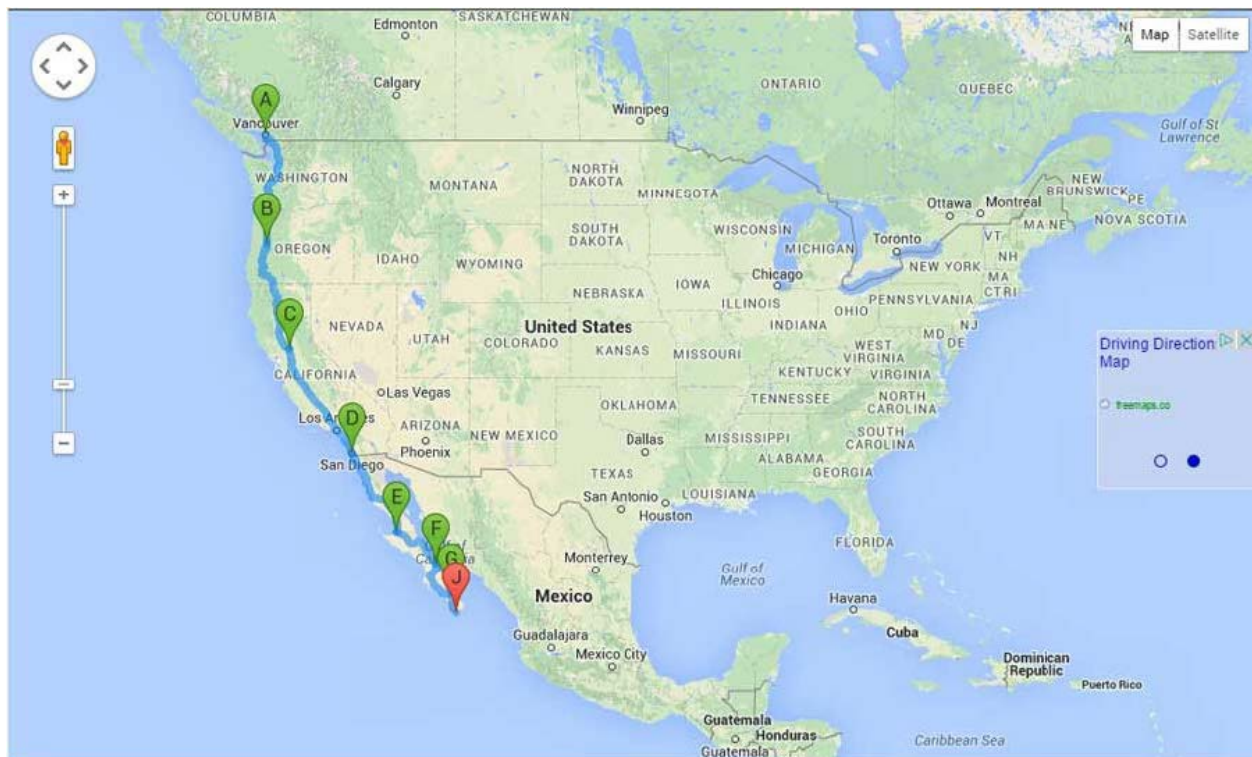 COLUMBIA
Edmonton
SASKATCHEWAN
Map
Satellite
Calgary
ONTARIO
QUEBEC
A
Winnipeg
Vancouver
Gulf of St
Lawrence
WASHINGTON
MONTANA
NORTH
DAKOTA
MINNESOTA
NEW
BRUNSWICK
PE
Ottawa
Montreal
NOVA SCOTIA
B
OREGON
IDAHO
WYOMING
SOUTH
DAKOTA
WISCONSIN
MICHIGAN
Toronto
VT
MAINE
NH
NEW YORK
MA
CT
RI
NEBRASKA
IOWA
Chicago
ILLINOIS
INDIANA
OHIO
PENNSYLVANIA
C
NEVADA
UTAH
COLORADO
United States
KANSAS
MISSOURI
NJ
MD
DE
WEST
VIRGINIA
KENTUCKY
VIRGINIA
Driving Direction
Map
freemaps.co
CALIFORNIA
Las Vegas
OKLAHOMA
TENNESSEE
NORTH
CAROLINA
D
ARIZONA
Phoenix
NEW MEXICO
Dallas
MISSISSIPPI
SOUTH
CAROLINA
ALABAMA
GEORGIA
San Diego
TEXAS
E
San Antonio
Houston
LOUISIANA
F
FLORIDA
G
J
Monterrey
Gulf of
Mexico
Mexico
Havana
Cuba
Guadalajara
Mexico City
Dominican
Republic
Puerto Rico
Guatemala
Honduras
Guatemala
Caribbean Sea